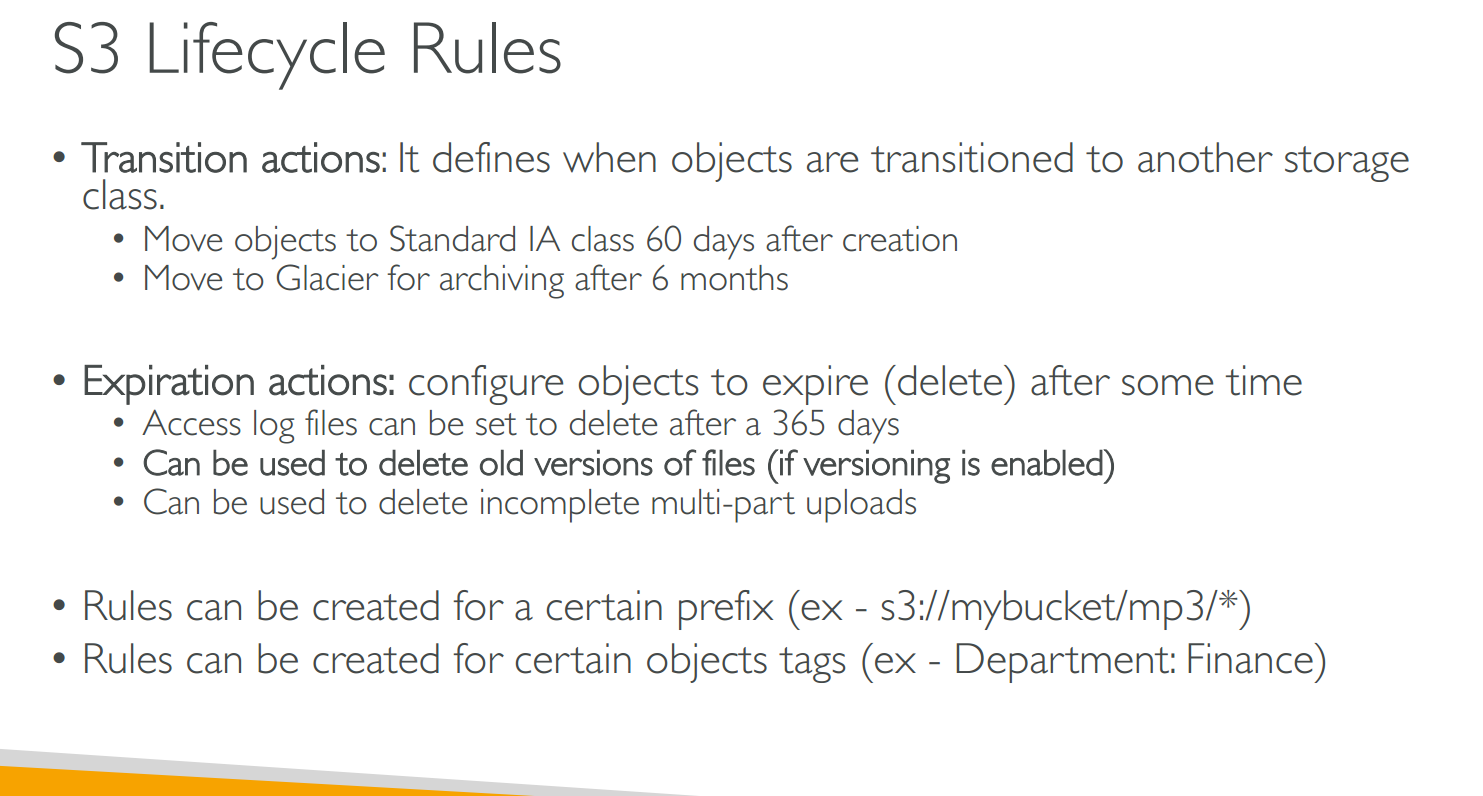 S3 Lifecycle Rules
• Transition actions: It defines when objects are transitioned to another storage
class.
• Move objects to Standard IA class 60 days after creation
• Move to Glacier for archiving after 6 months
• Expiration actions: configure objects to expire (delete) after some time
• Access log files can be set to delete after a 365 days
• Can be used to delete old versions of files (if versioning is enabled)
• Can be used to delete incomplete multi-part uploads
• Rules can be created for a certain prefix (ex - s3://mybucket/mp3/*)
• Rules can be created for certain objects tags (ex - Department: Finance)